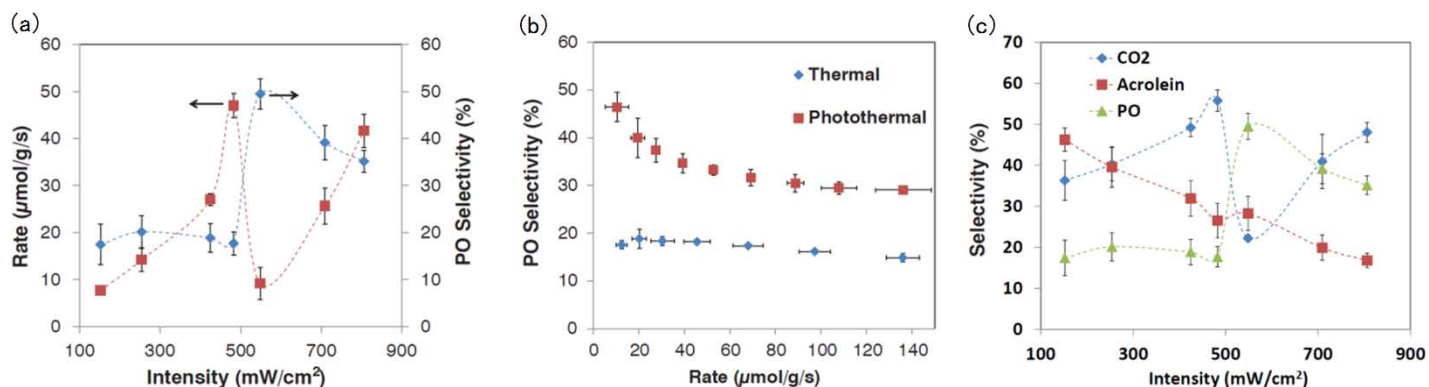 (a)
60
50
40
30
20
10
0
Rate (µmol/g/s)
60
50
40
30
20
10
0
PO Selectivity (%)
100 300 500 700 900
Intensity (mW/cm²)
(b)
60
50
40
30
20
10
0
PO Selectivity (%)
Thermal
Photothermal
0 20 40 60 80 100 120 140
Rate (µmol/g/s)
(c)
70
60
50
40
30
20
10
0
Selectivity (%)
CO2
Acrolein
PO
100 300 500 700 900
Intensity (mW/cm²)